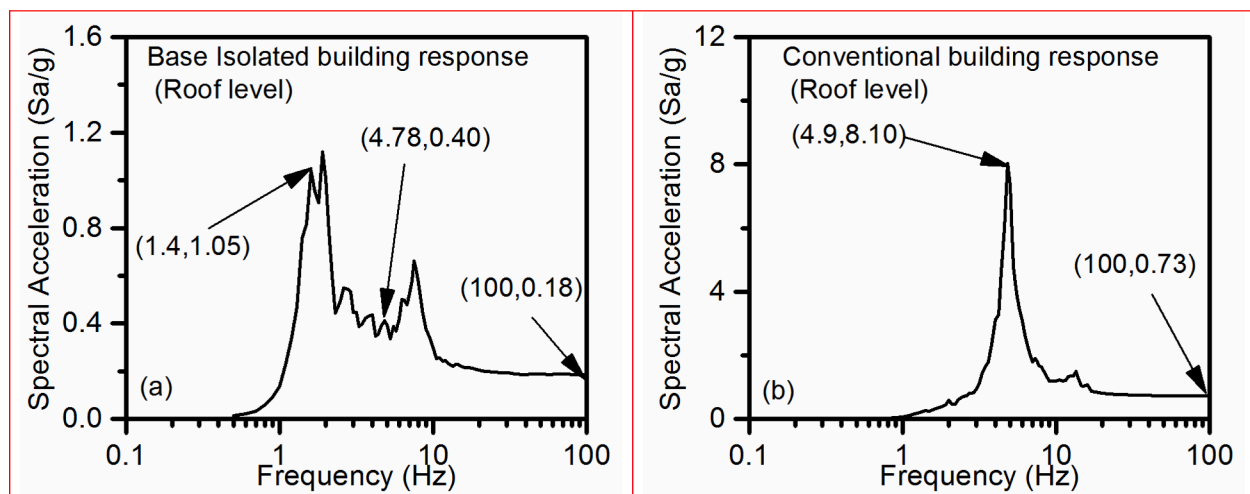 Spectral Acceleration (Sa/g)
1.6
1.2
0.8
0.4
0.0
Base Isolated building response
(Roof level)
(4.78,0.40)
(1.4,1.05)
(100,0.18)
(a)
0.1
1
10
100
Frequency (Hz)
Spectral Acceleration (Sa/g)
12
8
4
0
Conventional building response
(Roof level)
(4.9,8.10)
(100,0.73)
(b)
0.1
1
10
100
Frequency (Hz)